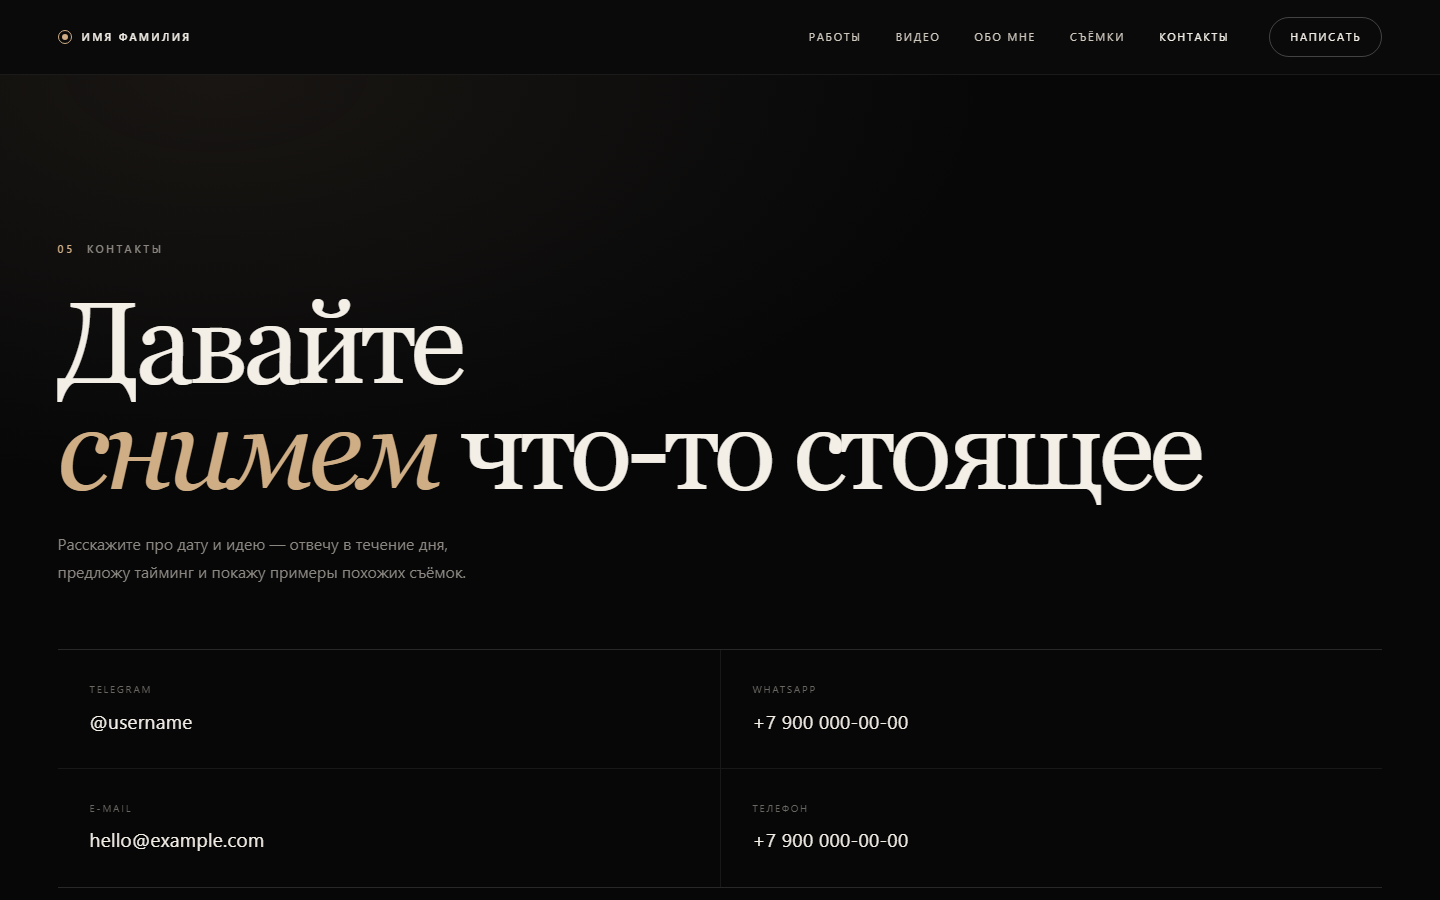 ИМЯ ФАМИЛИЯ
РАБОТЫ ВИДЕО ОБО МНЕ СЪЁМКИ КОНТАКТЫ НАПИСАТЬ
05 КОНТАКТЫ
Давайте
снимем что-то стоящее
Расскажите про дату и идею — отвечу в течение дня,
предложу тайминг и покажу примеры похожих съёмок.
TELEGRAM
@username
WHATSAPP
+7 900 000-00-00
E-MAIL
hello@example.com
ТЕЛЕФОН
+7 900 000-00-00